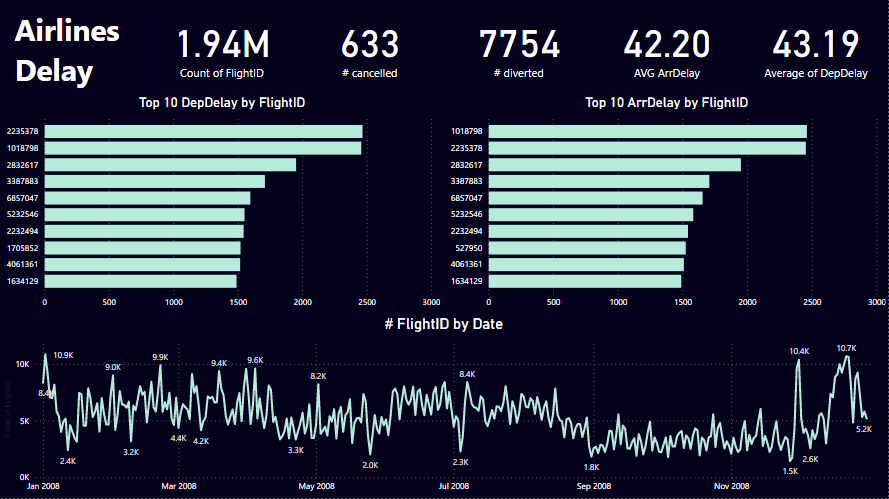 Airlines
Delay
1.94M
Count of FlightID
633
# cancelled
7754
# diverted
42.20
AVG ArrDelay
43.19
Average of DepDelay
Top 10 DepDelay by FlightID
2235378
1018798
2832617
3387883
6857047
5232546
2232494
1705852
4061361
1634129
0 500 1000 1500 2000 2500 3000
Top 10 ArrDelay by FlightID
1018798
2235378
2832617
3387883
6857047
5232546
2232494
527950
4061361
1634129
0 500 1000 1500 2000 2500 3000
# FlightID by Date
Count of FlightID
10K
5K
0K
8.4K
10.9K
2.4K
9.0K
3.2K
9.9K
4.4K
4.2K
9.4K
9.6K
3.3K
8.2K
2.0K
2.3K
8.4K
1.8K
1.5K
10.4K
2.6K
10.7K
5.2K
Jan 2008 Mar 2008 May 2008 Jul 2008 Sep 2008 Nov 2008